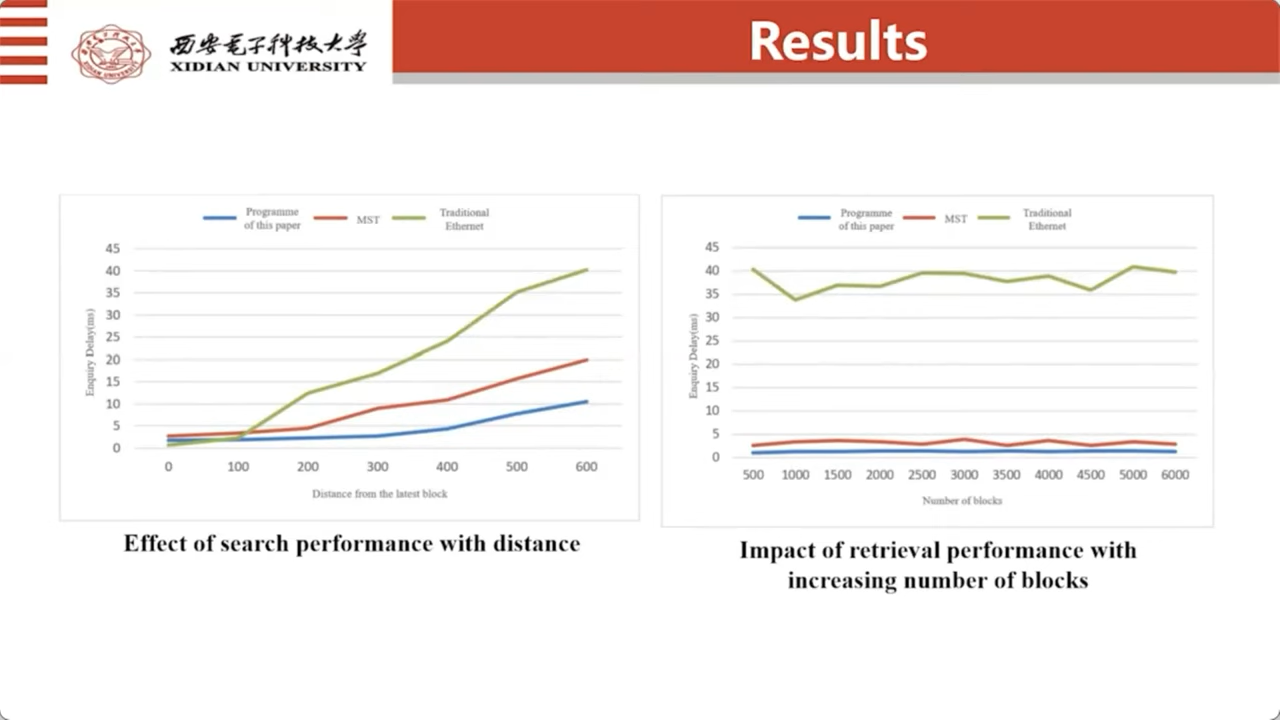 西安电子科技大学
XIDIAN UNIVERSITY
Results
Programme
of this paper
MST
Traditional
Ethernet
45
40
35
30
25
20
15
10
5
0
Enquiry Delay(ms)
0 100 200 300 400 500 600
Distance from the latest block
Effect of search performance with distance
Programme
of this paper
MST
Traditional
Ethernet
45
40
35
30
25
20
15
10
5
0
Enquiry Delay(ms)
500 1000 1500 2000 2500 3000 3500 4000 4500 5000 6000
Number of blocks
Impact of retrieval performance with
increasing number of blocks